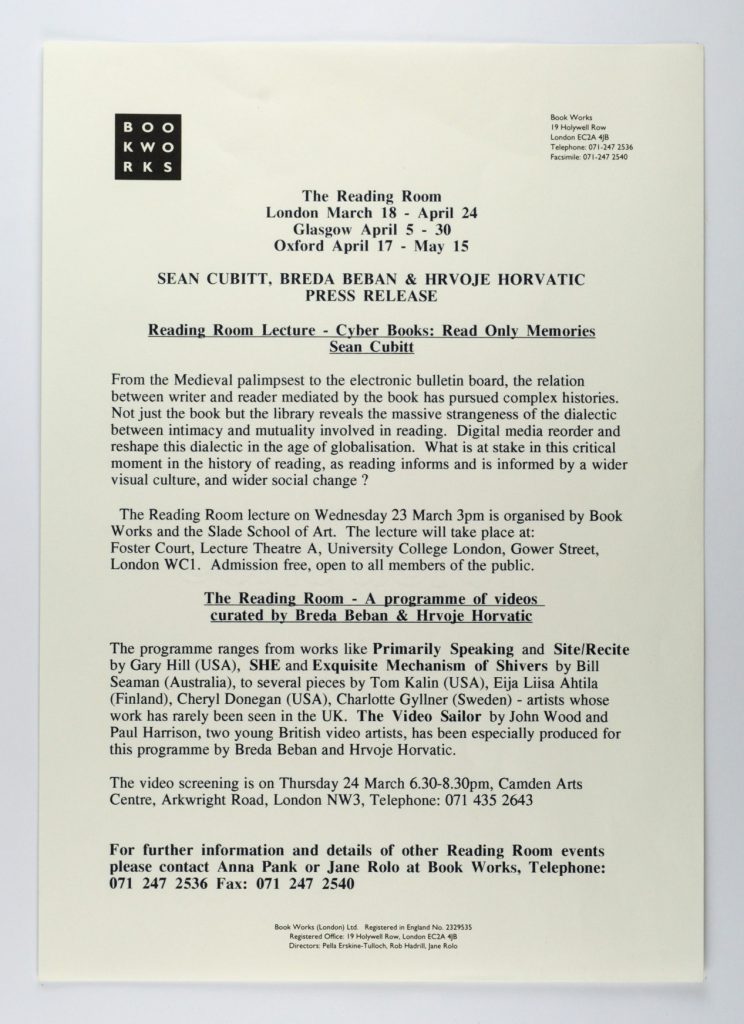 BOO
KWO
RKS
Book Works
19 Holywell Row
London EC2A 4JB
Telephone: 071-247 2536
Facsimile: 071-247 2540
The Reading Room
London March 18 - April 24
Glasgow April 5 - 30
Oxford April 17 - May 15
SEAN CUBITT, BREDA BEBAN & HRVOJE HORVATIC
PRESS RELEASE
Reading Room Lecture - Cyber Books: Read Only Memories
Sean Cubitt
From the Medieval palimpsest to the electronic bulletin board, the relation
between writer and reader mediated by the book has pursued complex histories.
Not just the book but the library reveals the massive strangeness of the dialectic
between intimacy and mutuality involved in reading. Digital media reorder and
reshape this dialectic in the age of globalisation. What is at stake in this critical
moment in the history of reading, as reading informs and is informed by a wider
visual culture, and wider social change ?
The Reading Room lecture on Wednesday 23 March 3pm is organised by Book
Works and the Slade School of Art. The lecture will take place at:
Foster Court, Lecture Theatre A, University College London, Gower Street,
London WC1. Admission free, open to all members of the public.
The Reading Room - A programme of videos
curated by Breda Beban & Hrvoje Horvatic
The programme ranges from works like Primarily Speaking and Site/Recite
by Gary Hill (USA), SHE and Exquisite Mechanism of Shivers by Bill
Seaman (Australia), to several pieces by Tom Kalin (USA), Eija Liisa Ahtila
(Finland), Cheryl Donegan (USA), Charlotte Gyllner (Sweden) - artists whose
work has rarely been seen in the UK. The Video Sailor by John Wood and
Paul Harrison, two young British video artists, has been especially produced for
this programme by Breda Beban and Hrvoje Horvatic.
The video screening is on Thursday 24 March 6.30-8.30pm, Camden Arts
Centre, Arkwright Road, London NW3, Telephone: 071 435 2643
For further information and details of other Reading Room events
please contact Anna Pank or Jane Rolo at Book Works, Telephone:
071 247 2536 Fax: 071 247 2540
Book Works (London) Ltd. Registered in England No. 2329535
Registered Office: 19 Holywell Row, London EC2A 4JB
Directors: Pella Erskine-Tulloch, Rob Hadrill, Jane Rolo